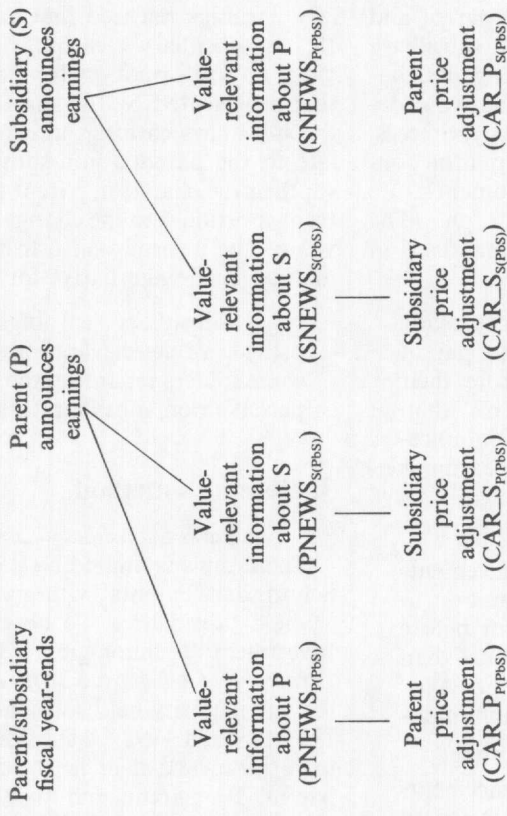 Parent/subsidiary
fiscal year-ends
Parent (P)
announces
earnings
Subsidiary (S)
announces
earnings
Value-
relevant
information
about P
(PNEWS_P(PbS))
Value-
relevant
information
about S
(PNEWS_S(PbS))
Value-
relevant
information
about S
(SNEWS_S(PbS))
Value-
relevant
information
about P
(SNEWS_P(PbS))
Parent
price
adjustment
(CAR_P_P(PbS))
Subsidiary
price
adjustment
(CAR_S_P(PbS))
Subsidiary
price
adjustment
(CAR_S_S(PbS))
Parent
price
adjustment
(CAR_P_S(PbS))